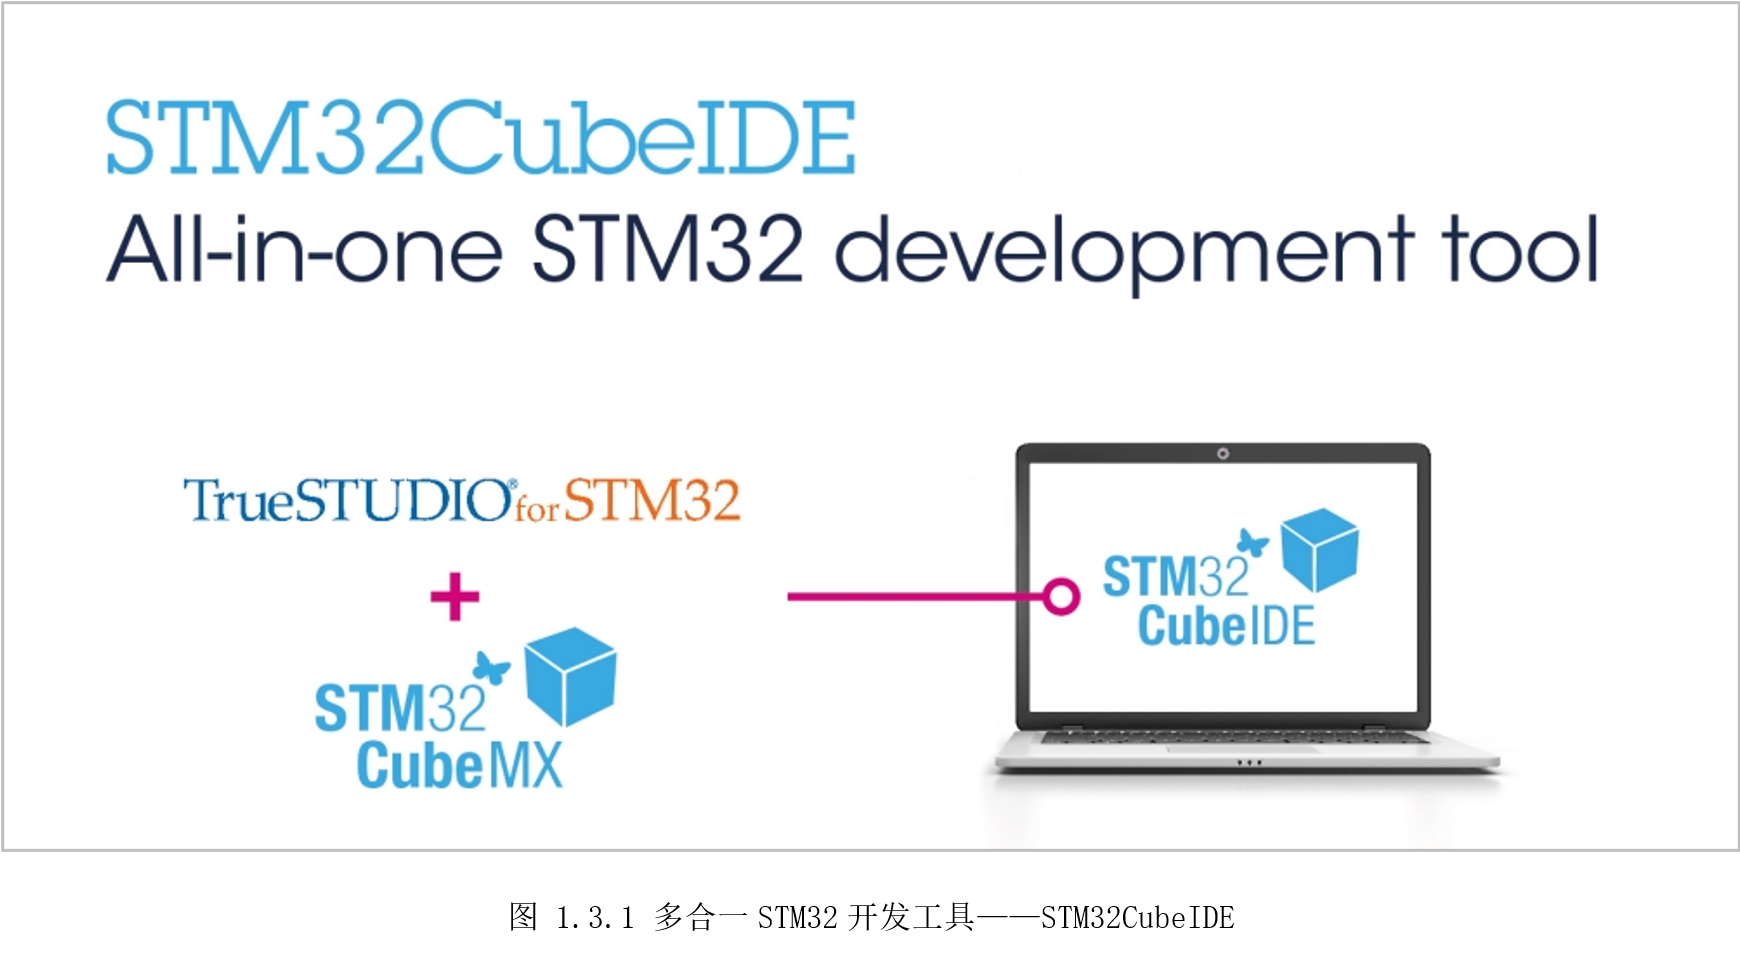 STM32CubeIDE
All-in-one STM32 development tool
TrueSTUDIO® for STM32
+
STM32
CubeMX
STM32
CubeIDE
图 1.3.1 多合一 STM32 开发工具——STM32CubeIDE